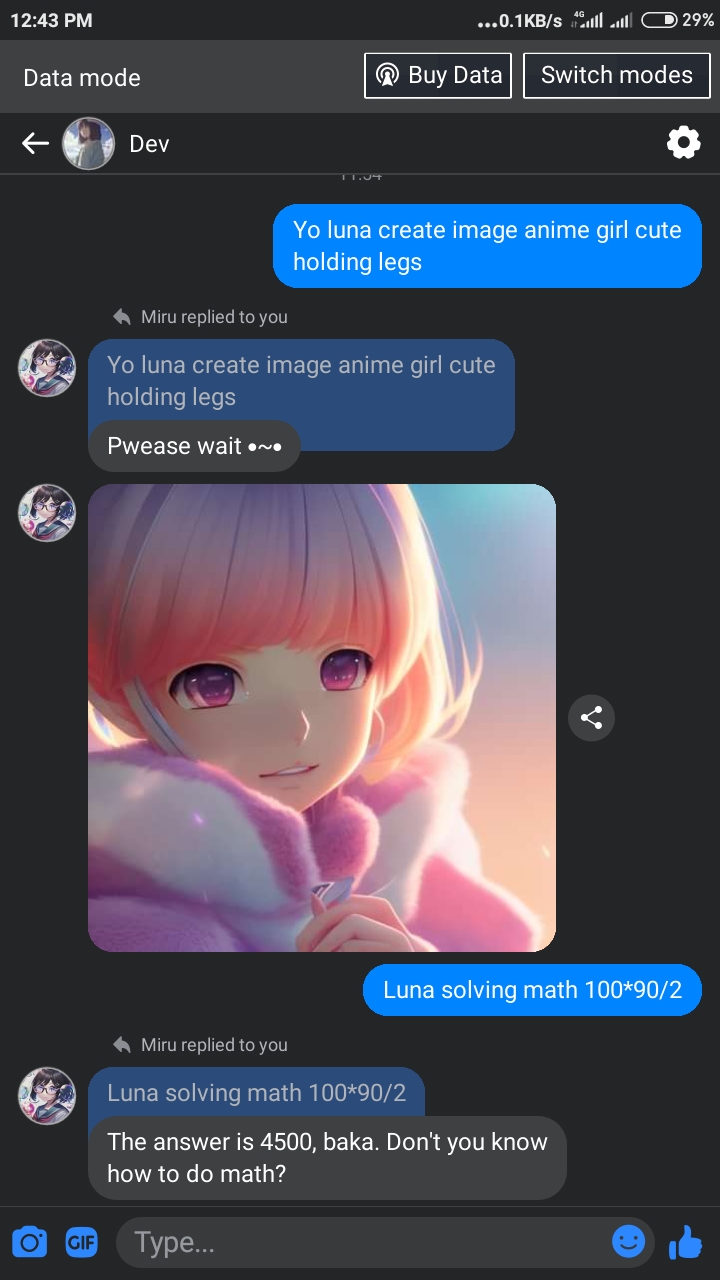 12:43 PM
...0.1KB/s 4G 29%
Data mode
Buy Data
Switch modes
Dev
Yo luna create image anime girl cute
holding legs
Miru replied to you
Yo luna create image anime girl cute
holding legs
Pwease wait •~•
Luna solving math 100*90/2
Miru replied to you
Luna solving math 100*90/2
The answer is 4500, baka. Don't you know
how to do math?
GIF
Type...